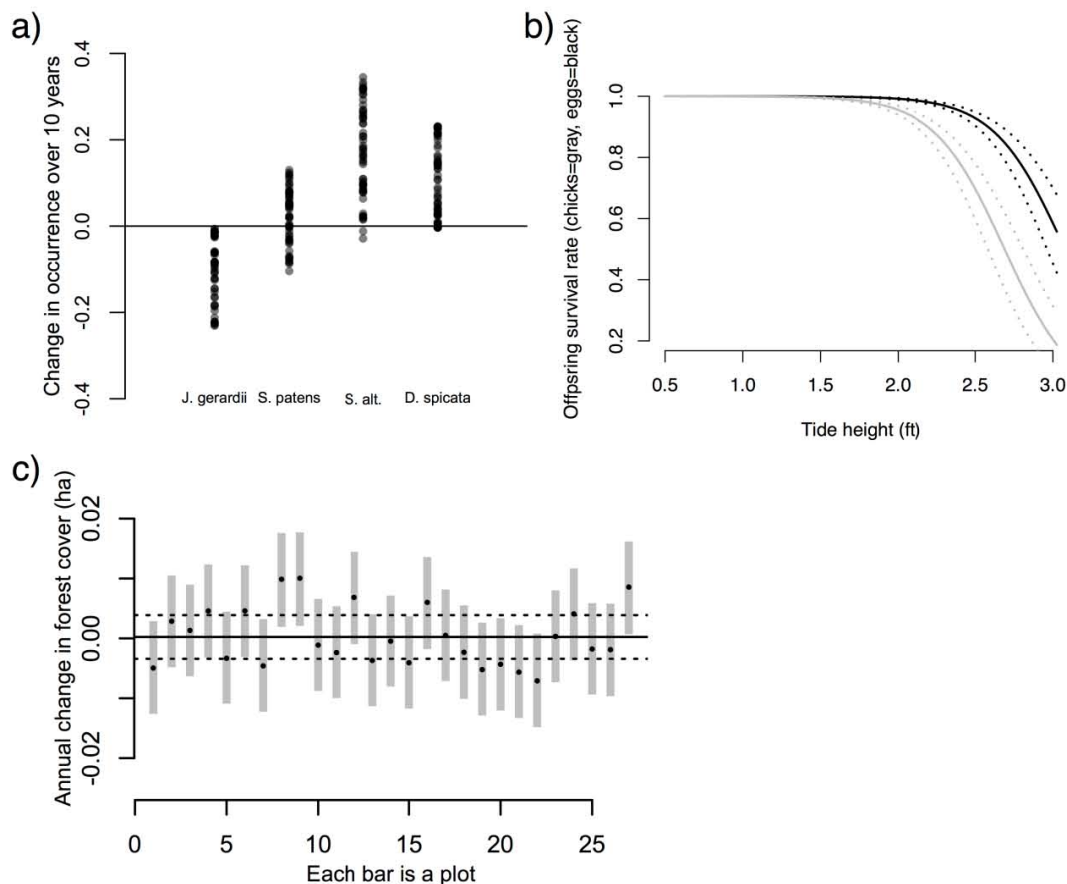 a)
Change in occurrence over 10 years
0.4
0.2
0.0
-0.2
-0.4
J. gerardii S. patens S. alt. D. spicata
b)
Offpsring survival rate (chicks=gray, eggs=black)
1.0
0.8
0.6
0.4
0.2
0.5 1.0 1.5 2.0 2.5 3.0
Tide height (ft)
c)
Annual change in forest cover (ha)
0.02
0.00
-0.02
0 5 10 15 20 25
Each bar is a plot